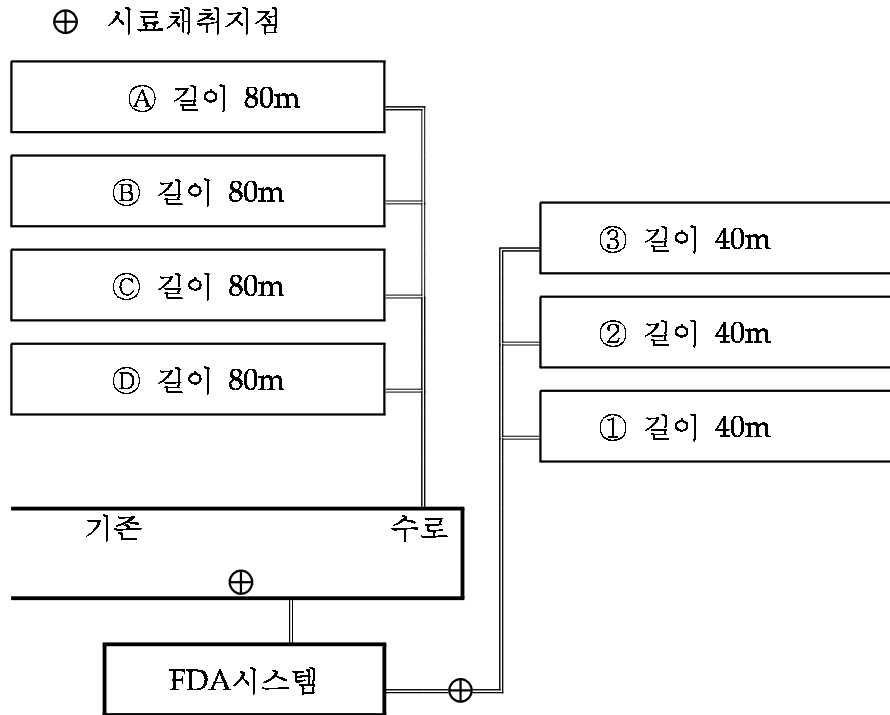 ⊕ 시료채취지점
Ⓐ 길이 80m
Ⓑ 길이 80m
Ⓒ 길이 80m
Ⓓ 길이 80m
③ 길이 40m
② 길이 40m
① 길이 40m
기존 수로
FDA시스템